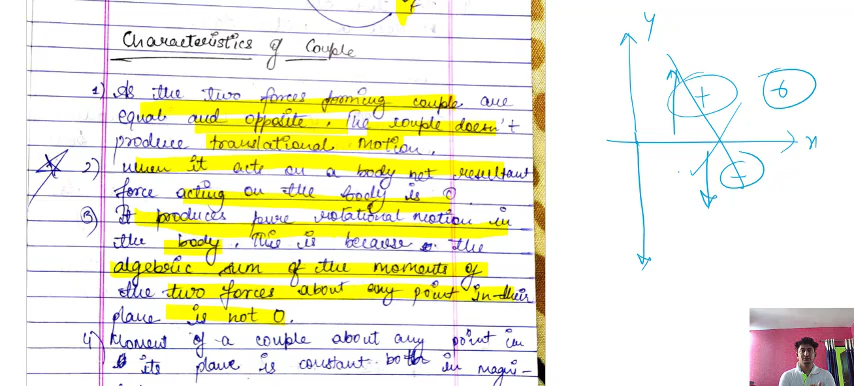 Characteristics of Couple
1) As the two forces forming couple are
equal and opposite. The couple doesn't
produce translational motion.
2) when it acts on a body net resultant
force acting on the body is 0
3) It produces pure rotational motion in
the body. This is because the
algebric sum of the moments of
the two forces about any point in their
plane is not 0.
4) Moment of a couple about any point in
its plane is constant both in magni-
y
+
-6
x
-